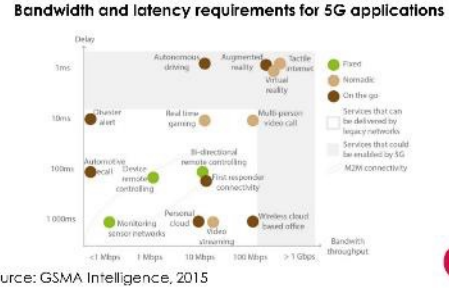 Bandwidth and latency requirements for 5G applications
Delay
1ms
Autonomous
driving
Augmented
reality
Tactile
internet
Virtual
reality
Fixed
Nomadic
On the go
Services that can
be delivered by
legacy networks
Services that could
be enabled by 5G
M2M connectivity
10ms
Disaster
alert
Real time
gaming
Multi-person
video call
100ms
Automotive
ecall
Device
remote
controlling
Bi-directional
remote controlling
First responder
connectivity
1 000ms
Monitoring
sensor networks
Personal
cloud
Video
streaming
Wireless cloud
based office
<1 Mbps
1 Mbps
10 Mbps
100 Mbps
> 1 Gbps
Bandwith
throughput
urce: GSMA Intelligence, 2015